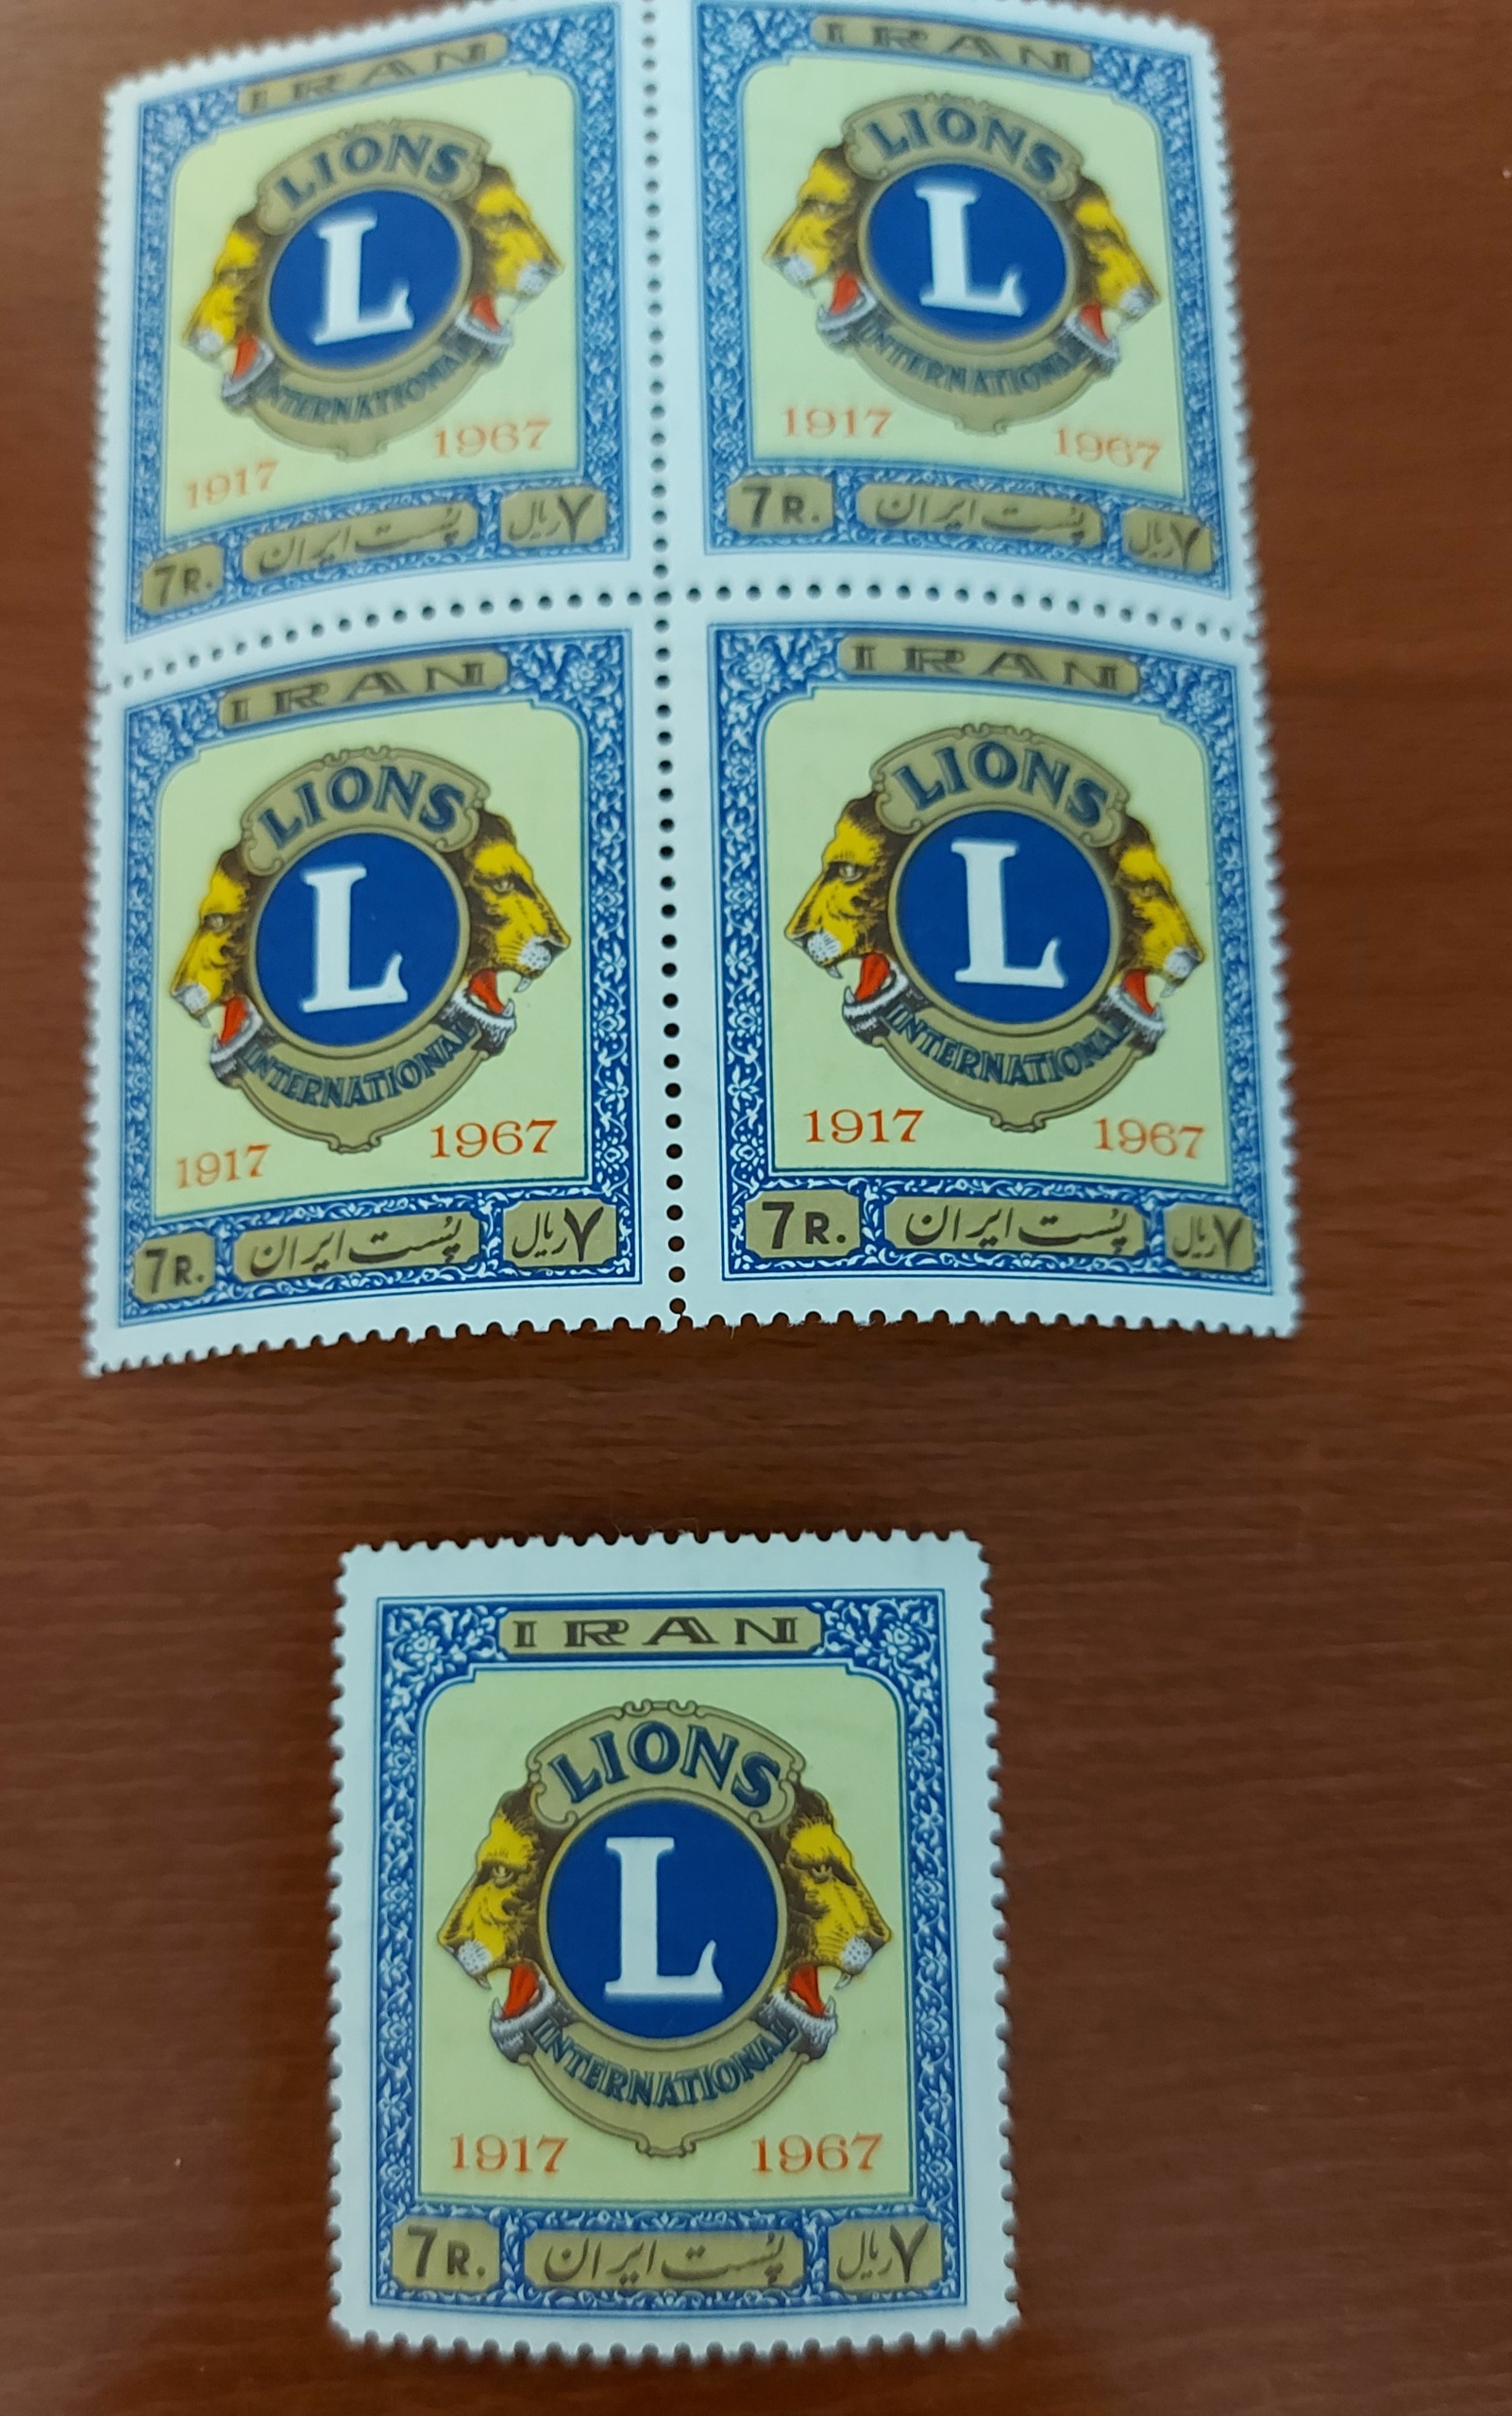 IRAN
LIONS
L
INTERNATIONAL
1917 1967
7R. پست ایران ۷ ریال
IRAN
LIONS
L
INTERNATIONAL
1917 1967
7R. پست ایران ۷ ریال
IRAN
LIONS
L
INTERNATIONAL
1917 1967
7R. پست ایران ۷ ریال
IRAN
LIONS
L
INTERNATIONAL
1917 1967
7R. پست ایران ۷ ریال
IRAN
LIONS
L
INTERNATIONAL
1917 1967
7R. پست ایران ۷ ریال